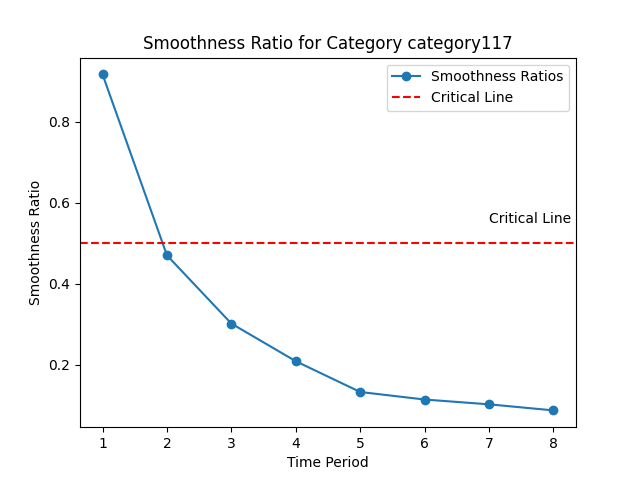 Smoothness Ratio for Category category117
Smoothness Ratios
Critical Line
Critical Line
Smoothness Ratio
0.8
0.6
0.4
0.2
1 2 3 4 5 6 7 8
Time Period